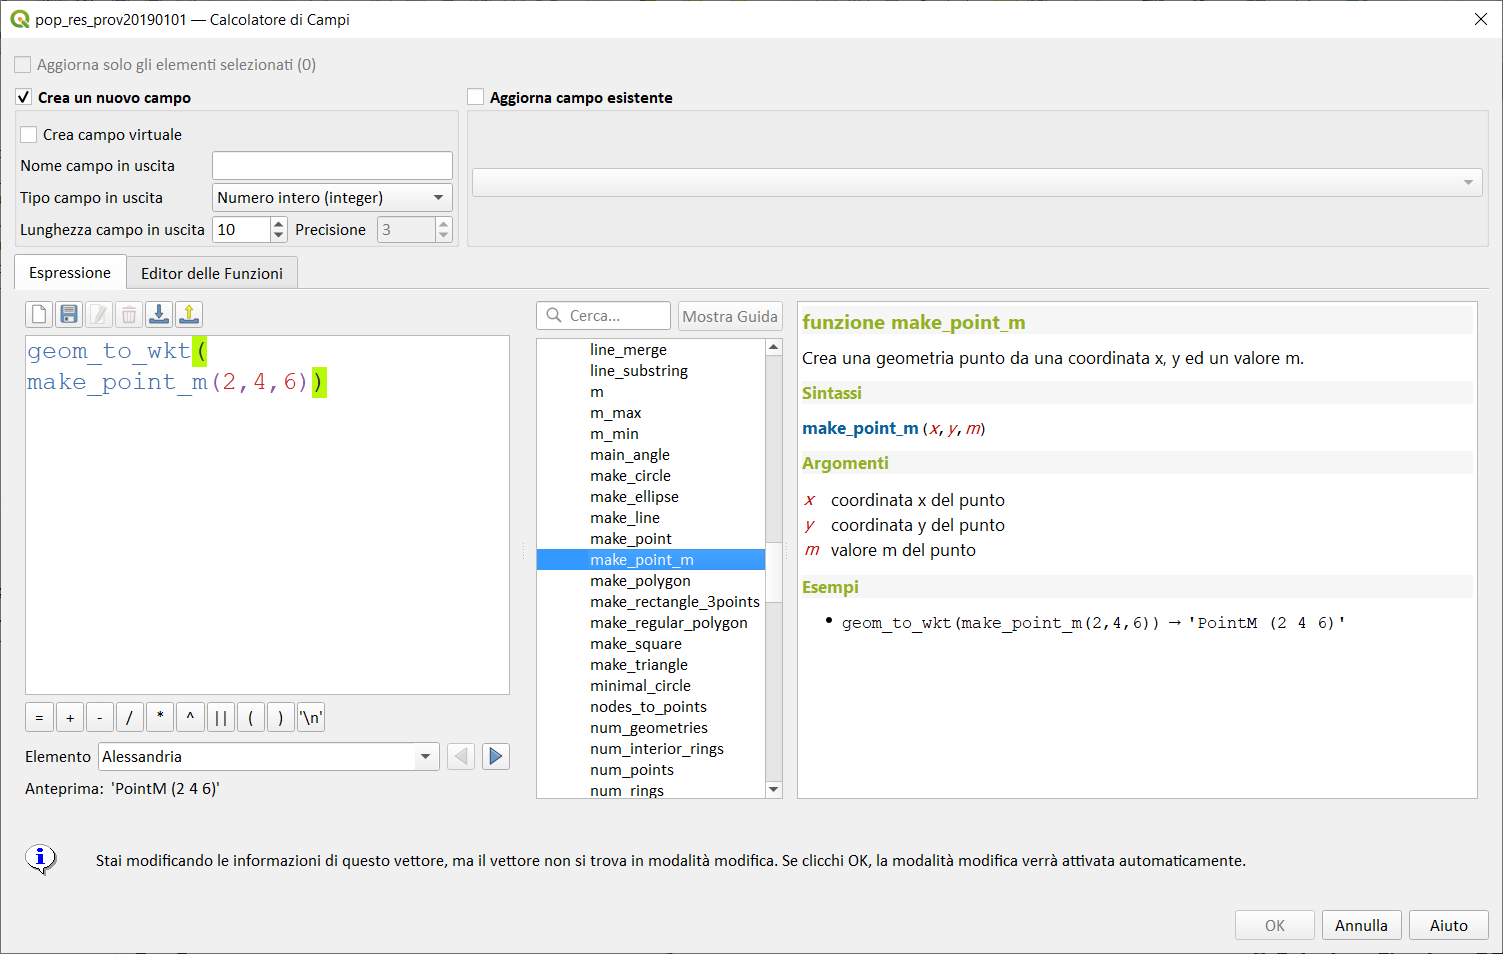 pop_res_prov20190101 — Calcolatore di Campi
Aggiorna solo gli elementi selezionati (0)
Crea un nuovo campo
Aggiorna campo esistente
Crea campo virtuale
Nome campo in uscita
Tipo campo in uscita
Numero intero (integer)
Lunghezza campo in uscita
10
Precisione
3
Espressione
Editor delle Funzioni
geom_to_wkt(
make_point_m(2,4,6))
= + - / * ^ || ( ) '\n'
Elemento
Alessandria
Anteprima: 'PointM (2 4 6)'
Cerca...
Mostra Guida
line_merge
line_substring
m
m_max
m_min
main_angle
make_circle
make_ellipse
make_line
make_point
make_point_m
make_polygon
make_rectangle_3points
make_regular_polygon
make_square
make_triangle
minimal_circle
nodes_to_points
num_geometries
num_interior_rings
num_points
num_rings
funzione make_point_m
Crea una geometria punto da una coordinata x, y ed un valore m.
Sintassi
make_point_m (x, y, m)
Argomenti
x coordinata x del punto
y coordinata y del punto
m valore m del punto
Esempi
• geom_to_wkt(make_point_m(2,4,6)) → 'PointM (2 4 6)'
Stai modificando le informazioni di questo vettore, ma il vettore non si trova in modalità modifica. Se clicchi OK, la modalità modifica verrà attivata automaticamente.
OK
Annulla
Aiuto